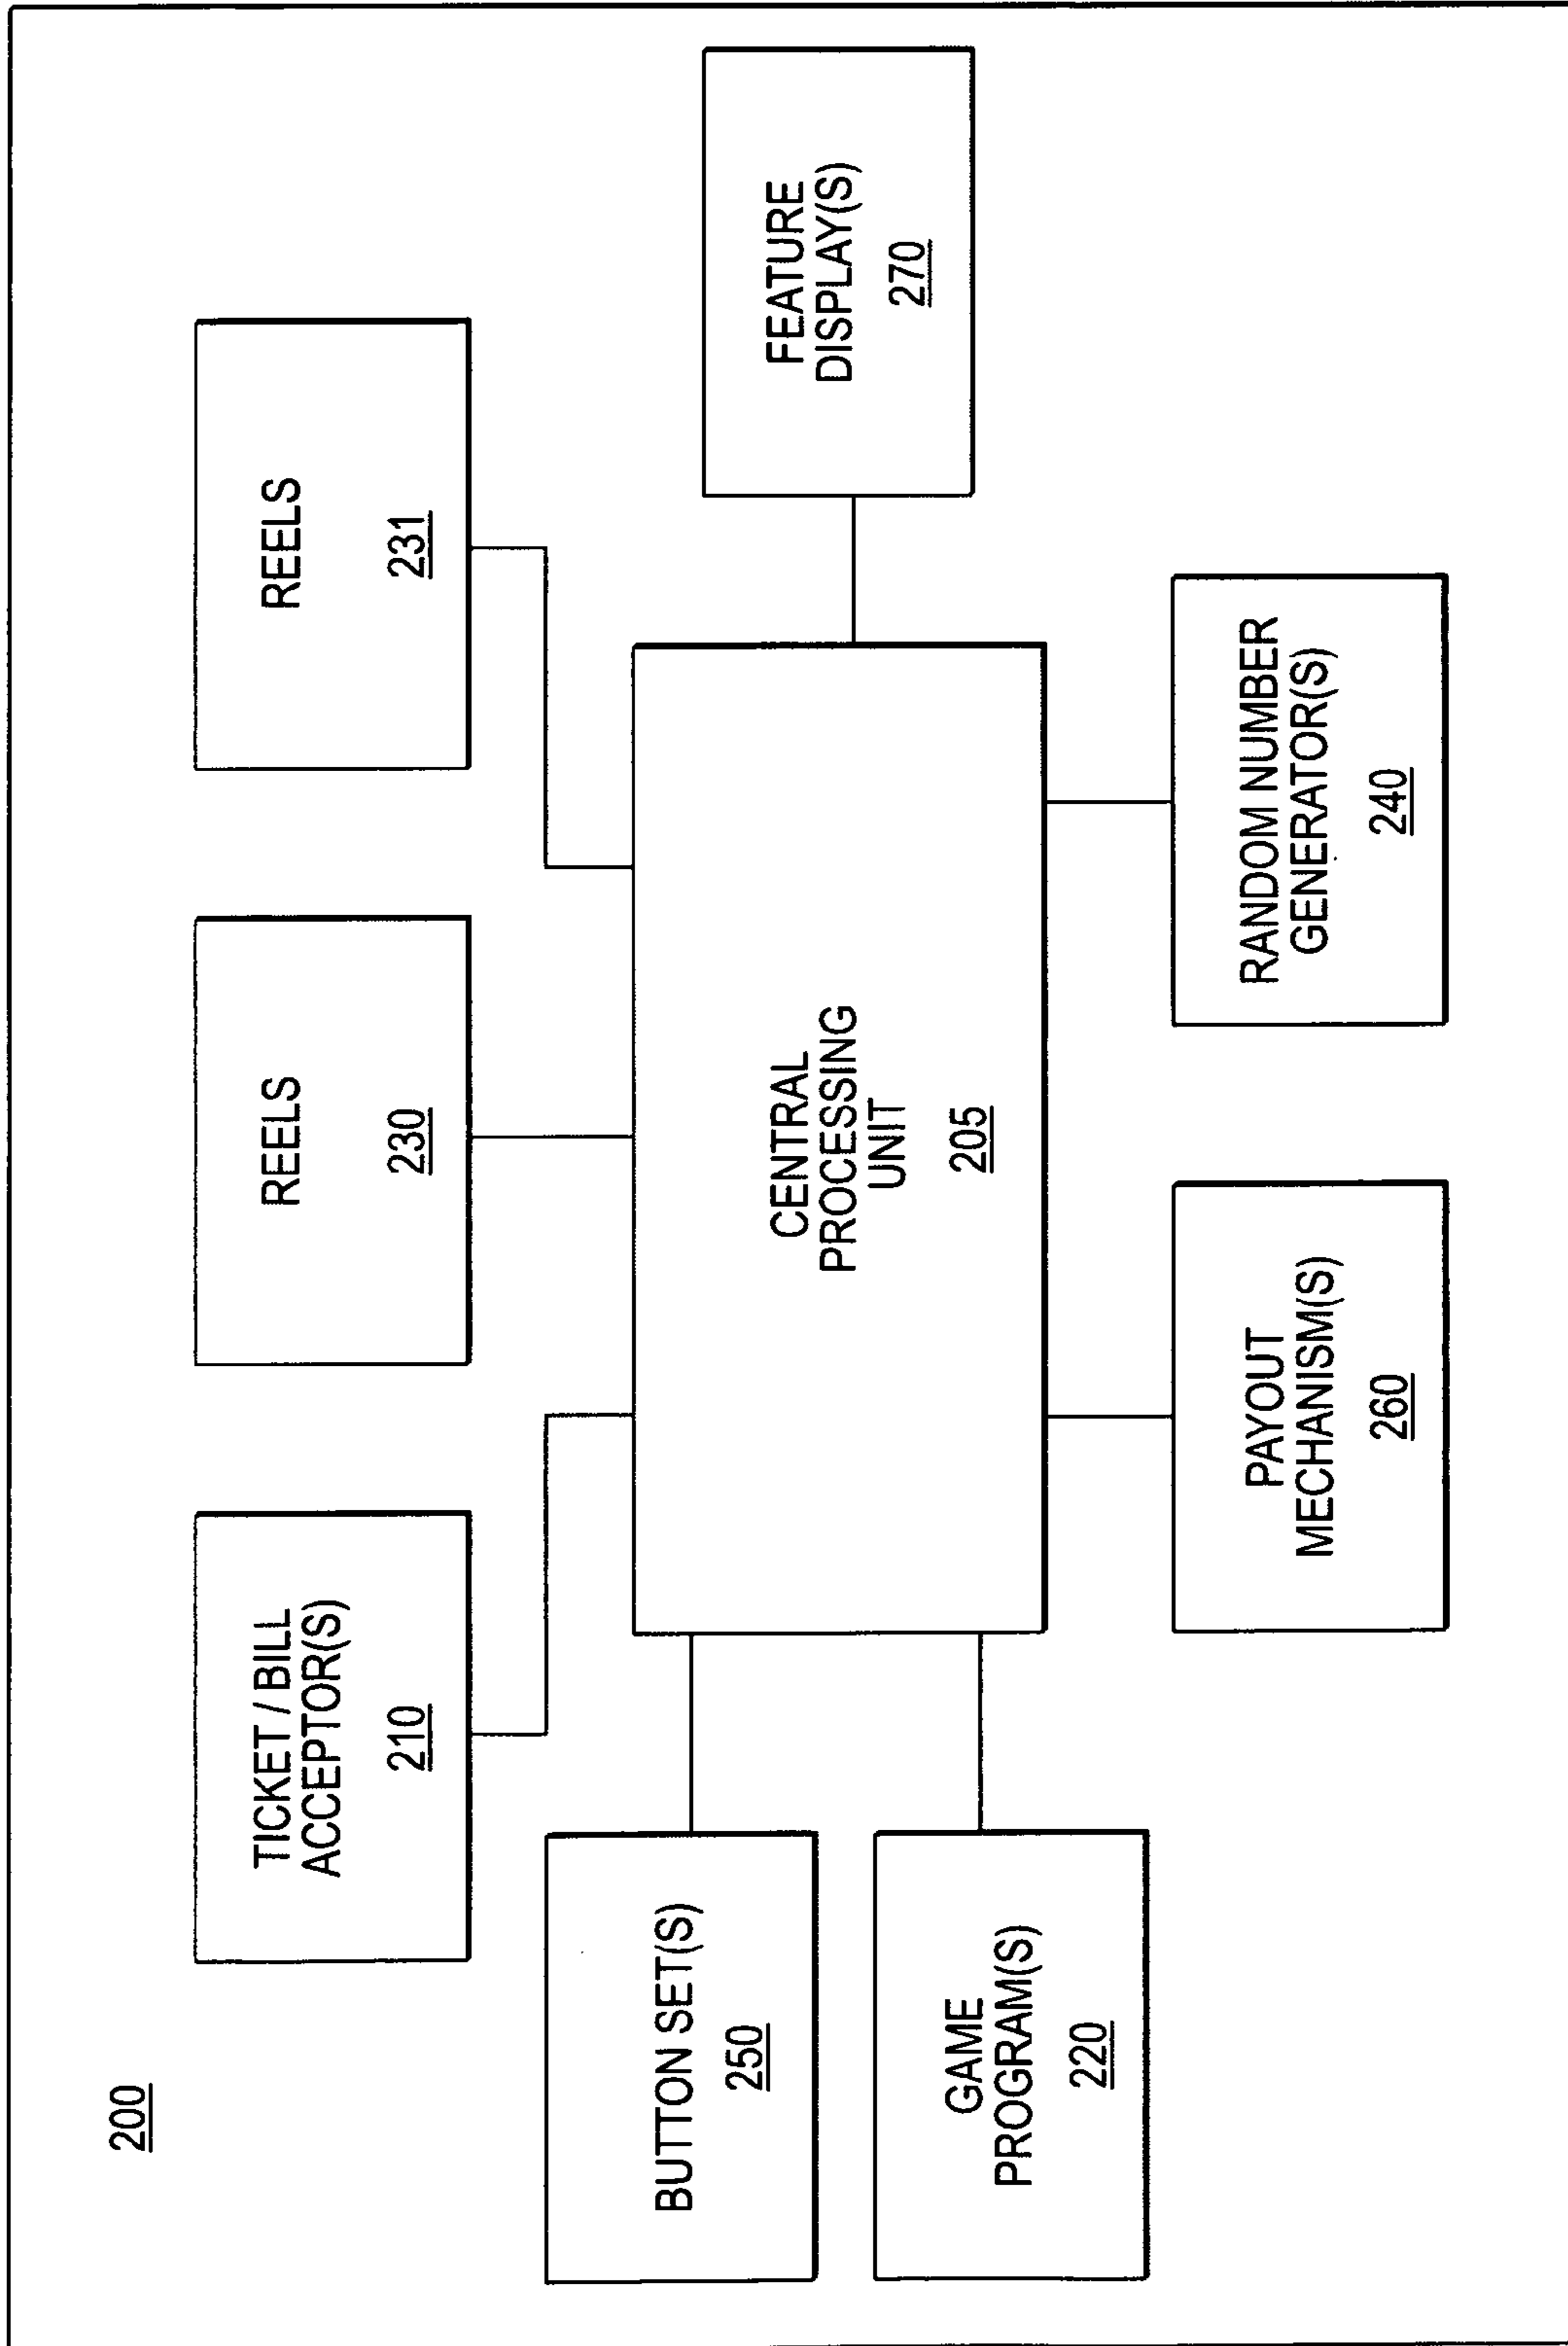 200
TICKET / BILL
ACCEPTOR(S)
210
REELS
230
REELS
231
BUTTON SET(S)
250
GAME
PROGRAM(S)
220
CENTRAL
PROCESSING
UNIT
205
FEATURE
DISPLAY(S)
270
PAYOUT
MECHANISM(S)
260
RANDOM NUMBER
GENERATOR(S)
240